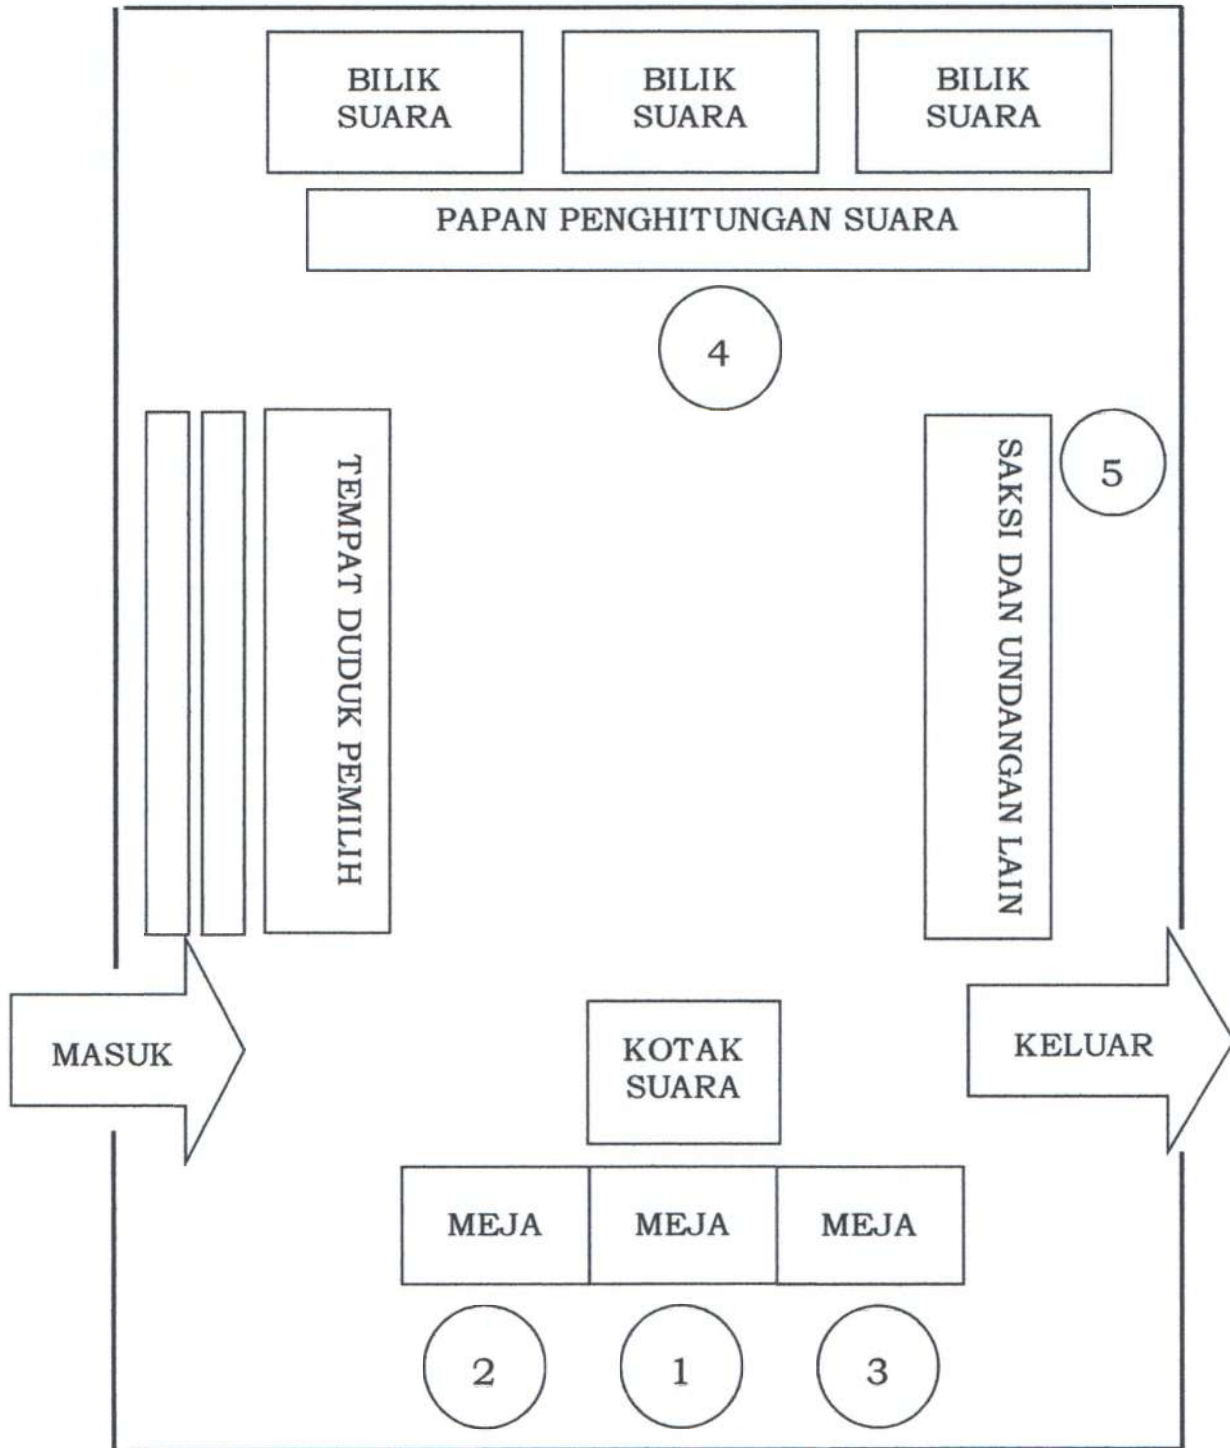 BILIK
SUARA
BILIK
SUARA
BILIK
SUARA
PAPAN PENGHITUNGAN SUARA
4
TEMPAT DUDUK PEMILIH
SAKSI DAN UNDANGAN LAIN
5
MASUK
KOTAK
SUARA
KELUAR
MEJA
MEJA
MEJA
2
1
3